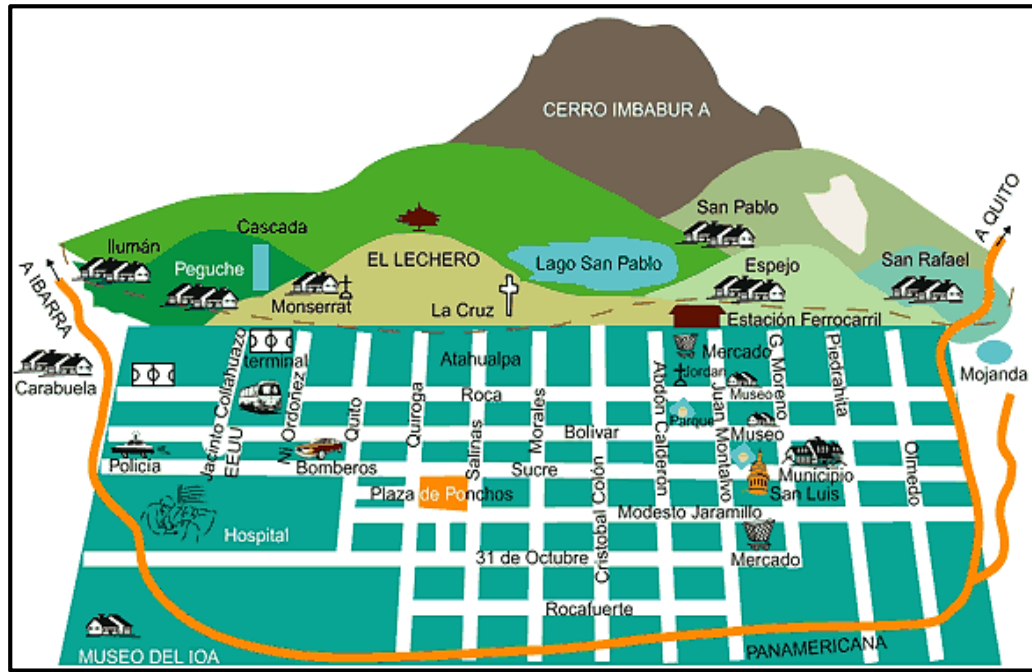 CERRO IMBABUR A
A QUITO
San Pablo
Cascada
Ilumán
EL LECHERO
Lago San Pablo
Espejo
San Rafael
Peguche
A IBARRA
Monserrat
La Cruz
Estación Ferrocarril
terminal
Atahualpa
Mercado
Jordan
Carabuela
Mojanda
Museo
Roca
Parque
Jacinto Collahuazo
EEUU
Ni Ordoñez
Quito
Quiroga
Salinas
Morales
Cristobal Colón
Abdón Calderon
Juan Montalvo
G. Moreno
Piedrahita
Olmedo
Bolivar
Museo
Policia
Bomberos
Sucre
Municipio
Plaza de Ponchos
San Luis
Modesto Jaramillo
Hospital
31 de Octubre
Mercado
Rocafuerte
PANAMERICANA
MUSEO DEL IOA